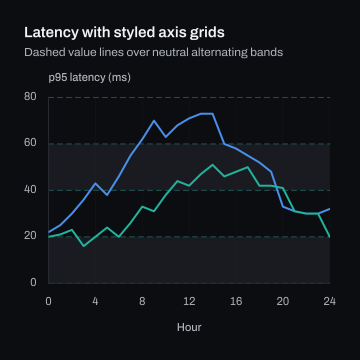 Latency with styled axis grids
Dashed value lines over neutral alternating bands
p95 latency (ms)
80
60
40
20
0
0 4 8 12 16 20 24
Hour